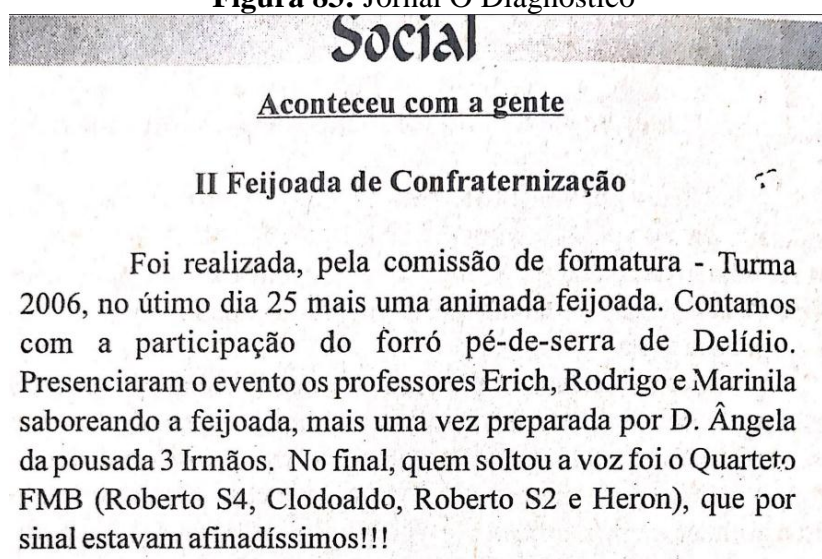 Figura 85: Jornal O Diagnóstico
Social
Aconteceu com a gente
II Feijoada de Confraternização
Foi realizada, pela comissão de formatura - Turma
2006, no útimo dia 25 mais uma animada feijoada. Contamos
com a participação do forró pé-de-serra de Delídio.
Presenciaram o evento os professores Erich, Rodrigo e Marinila
saboreando a feijoada, mais uma vez preparada por D. Ângela
da pousada 3 Irmãos. No final, quem soltou a voz foi o Quarteto
FMB (Roberto S4, Clodoaldo, Roberto S2 e Heron), que por
sinal estavam afinadíssimos!!!